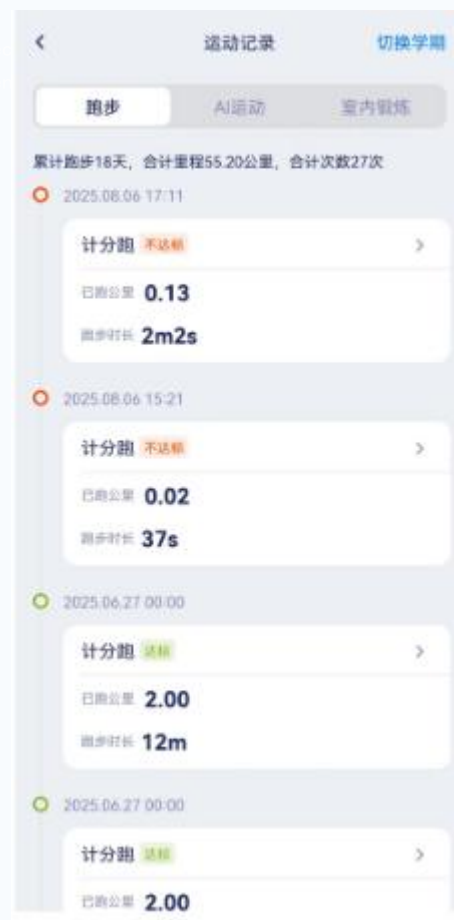 运动记录
切换学期
跑步
AI运动
室内锻炼
累计跑步18天，合计里程55.20公里，合计次数27次
2025.08.06 17:11
计分跑 不达标
已跑公里 0.13
跑步时长 2m2s
2025.08.06 15:21
计分跑 不达标
已跑公里 0.02
跑步时长 37s
2025.06.27 00:00
计分跑 达标
已跑公里 2.00
跑步时长 12m
2025.06.27 00:00
计分跑 达标
已跑公里 2.00